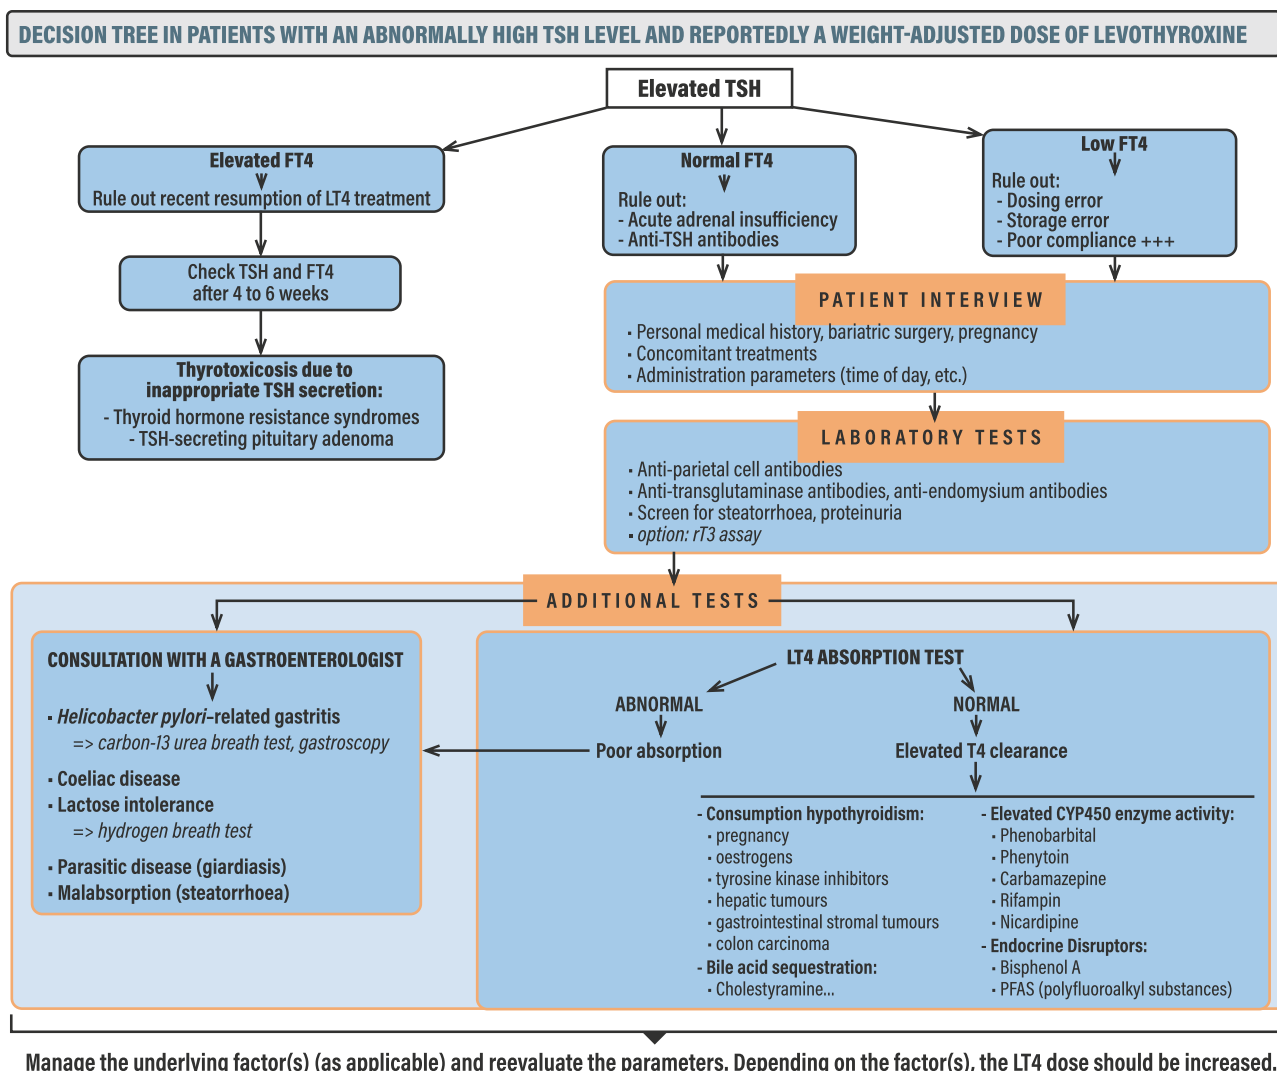 DECISION TREE IN PATIENTS WITH AN ABNORMALLY HIGH TSH LEVEL AND REPORTEDLY A WEIGHT-ADJUSTED DOSE OF LEVOTHYROXINE
Elevated TSH
Elevated FT4
Rule out recent resumption of LT4 treatment
Check TSH and FT4
after 4 to 6 weeks
Thyrotoxicosis due to
inappropriate TSH secretion:
- Thyroid hormone resistance syndromes
- TSH-secreting pituitary adenoma
Normal FT4
Rule out:
- Acute adrenal insufficiency
- Anti-TSH antibodies
Low FT4
Rule out:
- Dosing error
- Storage error
- Poor compliance +++
PATIENT INTERVIEW
▪ Personal medical history, bariatric surgery, pregnancy
▪ Concomitant treatments
▪ Administration parameters (time of day, etc.)
LABORATORY TESTS
▪ Anti-parietal cell antibodies
▪ Anti-transglutaminase antibodies, anti-endomysium antibodies
▪ Screen for steatorrhoea, proteinuria
▪ option: rT3 assay
ADDITIONAL TESTS
CONSULTATION WITH A GASTROENTEROLOGIST
▪ Helicobacter pylori–related gastritis
=> carbon-13 urea breath test, gastroscopy
▪ Coeliac disease
▪ Lactose intolerance
=> hydrogen breath test
▪ Parasitic disease (giardiasis)
▪ Malabsorption (steatorrhoea)
LT4 ABSORPTION TEST
ABNORMAL
Poor absorption
NORMAL
Elevated T4 clearance
- Consumption hypothyroidism:
▪ pregnancy
▪ oestrogens
▪ tyrosine kinase inhibitors
▪ hepatic tumours
▪ gastrointestinal stromal tumours
▪ colon carcinoma
- Bile acid sequestration:
▪ Cholestyramine...
- Elevated CYP450 enzyme activity:
▪ Phenobarbital
▪ Phenytoin
▪ Carbamazepine
▪ Rifampin
▪ Nicardipine
- Endocrine Disruptors:
▪ Bisphenol A
▪ PFAS (polyfluoroalkyl substances)
Manage the underlying factor(s) (as applicable) and reevaluate the parameters. Depending on the factor(s), the LT4 dose should be increased.